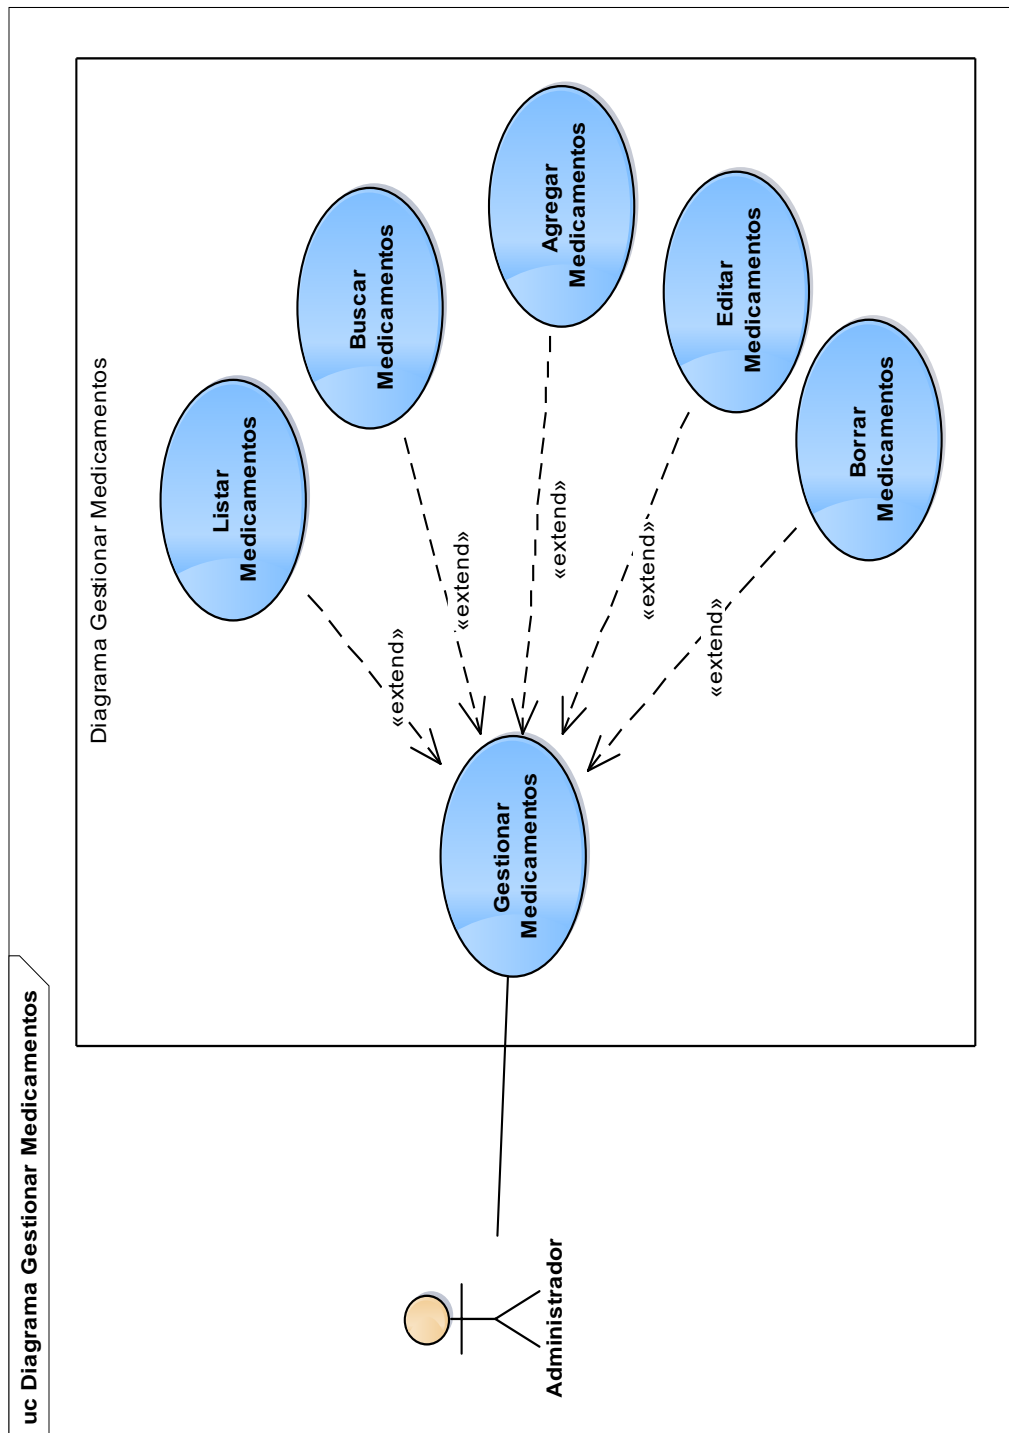 uc Diagrama Gestionar Medicamentos
Diagrama Gestionar Medicamentos
Listar
Medicamentos
Buscar
Medicamentos
Agregar
Medicamentos
Editar
Medicamentos
Borrar
Medicamentos
«extend»
«extend»
«extend»
«extend»
«extend»
Gestionar
Medicamentos
Administrador